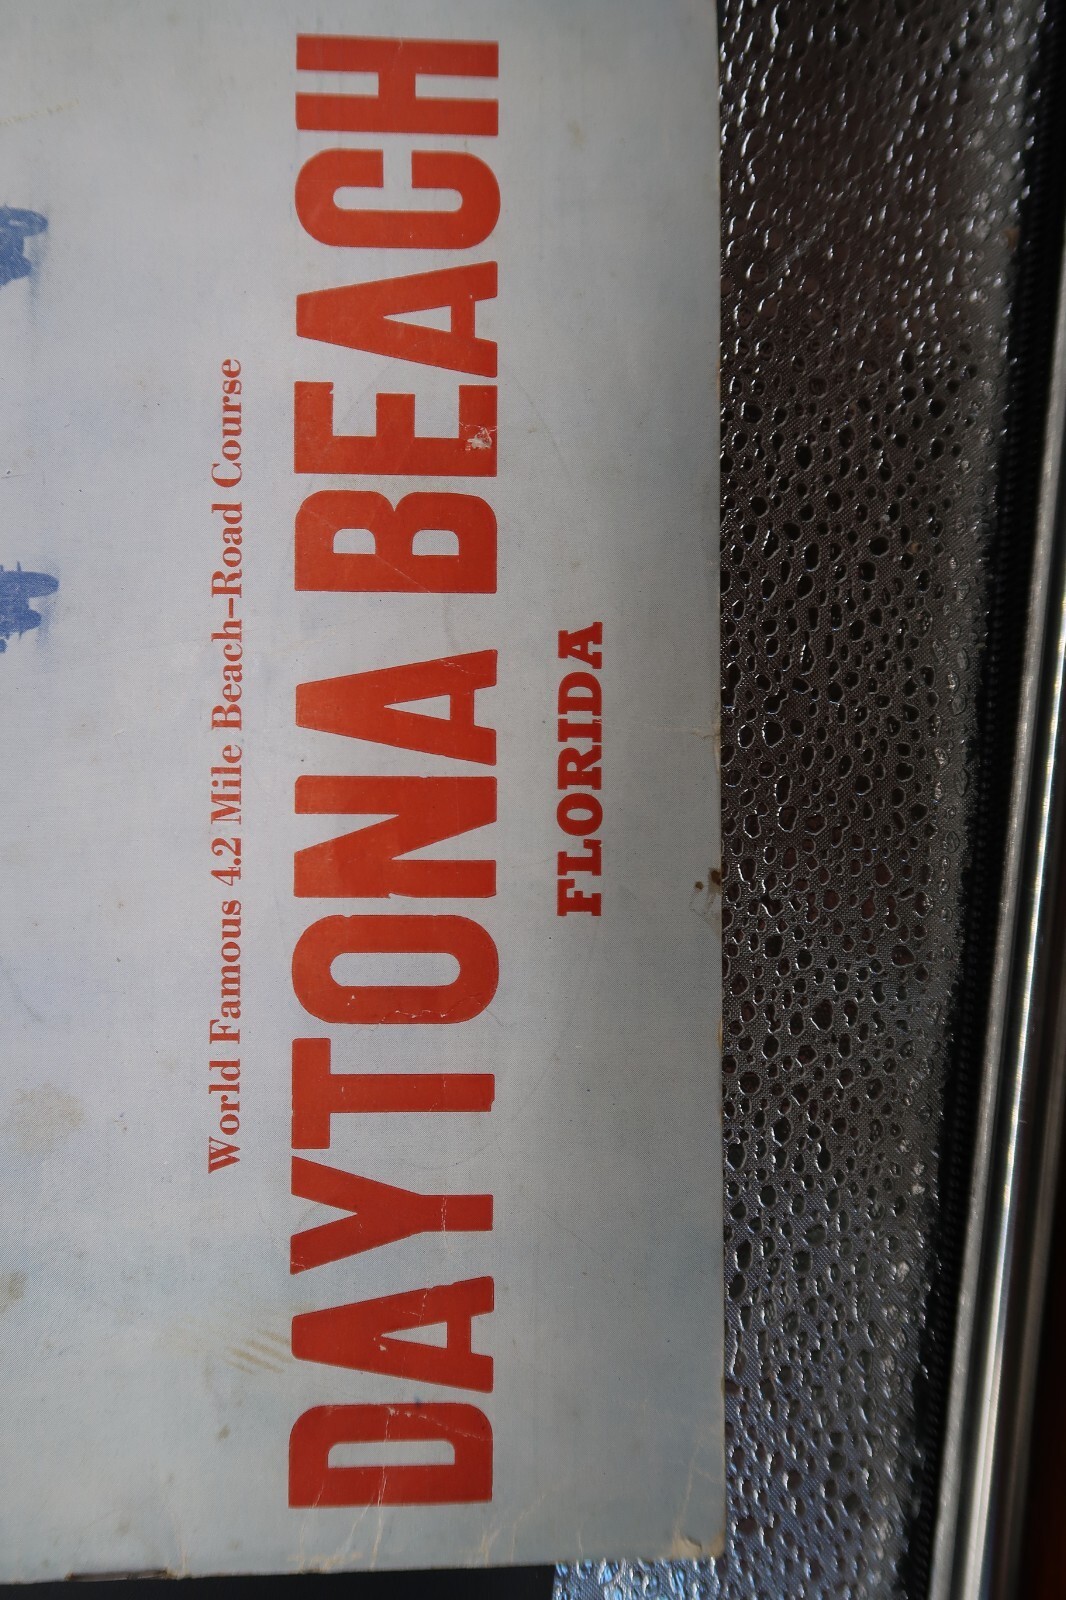 World Famous 4.2 Mile Beach-Road Course
DAYTONA BEACH
FLORIDA